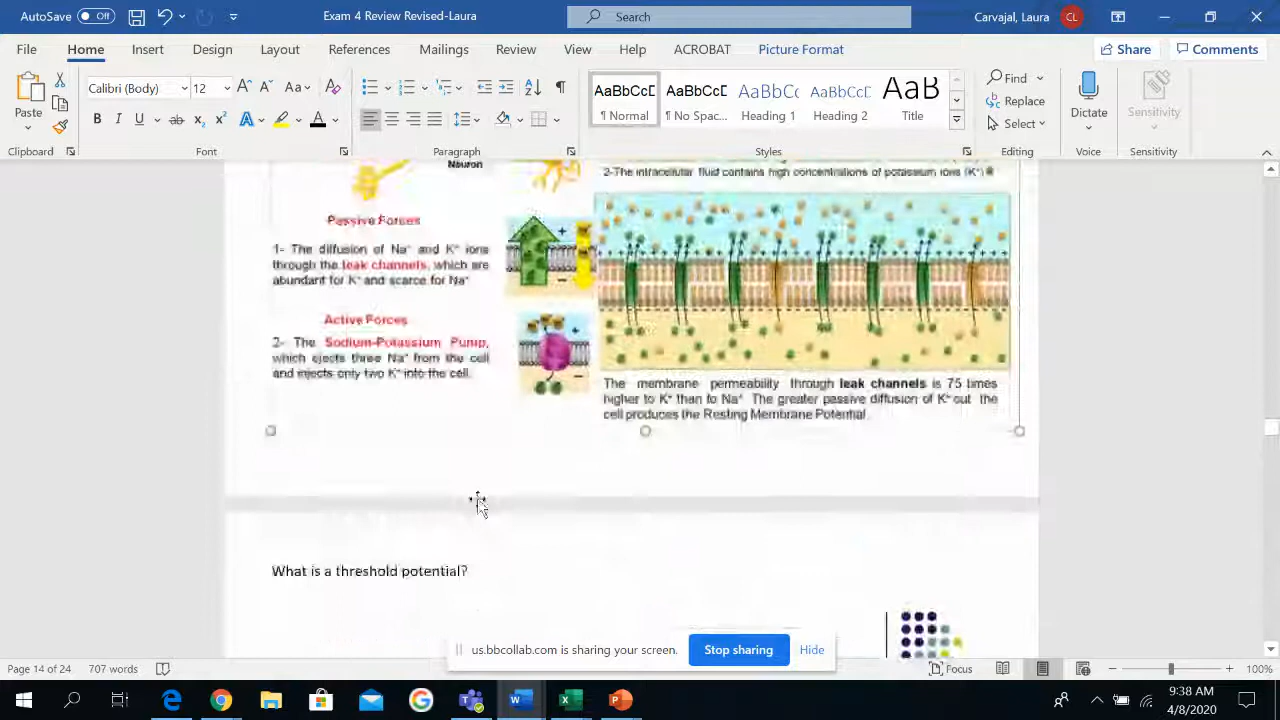 AutoSave Off
Exam 4 Review Revised-Laura
Search
Carvajal, Laura CL
File Home Insert Design Layout References Mailings Review View Help ACROBAT Picture Format
Share Comments
Paste
Calibri (Body) 12
AaBbCcD AaBbCcD AaBbCc AaBbCcD AaB
¶ Normal ¶ No Spac... Heading 1 Heading 2 Title
Find
Replace
Select
Dictate
Sensitivity
Clipboard Font Paragraph Styles Editing Voice Sensitivity
Neuron
2-The intracellular fluid contains high concentrations of potassium ions (K⁺)
Passive Forces
1- The diffusion of Na⁺ and K⁺ ions
through the leak channels, which are
abundant for K⁺ and scarce for Na⁺
Active Forces
2- The Sodium-Potassium Pump,
which ejects three Na⁺ from the cell
and injects only two K⁺ into the cell.
The membrane permeability through leak channels is 75 times
higher to K⁺ than to Na⁺. The greater passive diffusion of K⁺ out the
cell produces the Resting Membrane Potential
What is a threshold potential?
us.bbcollab.com is sharing your screen.
Stop sharing
Hide
Page 14 of 24 707 words
Focus
100%
9:38 AM
4/8/2020